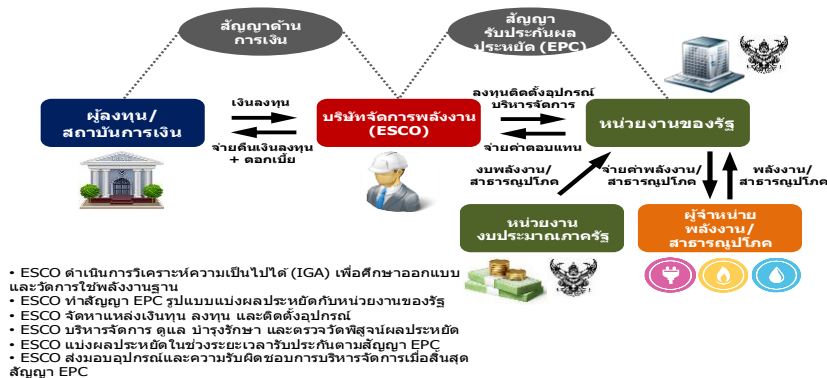 สัญญาด้าน
การเงิน
สัญญา
รับประกันผล
ประหยัด (EPC)
ผู้ลงทุน/
สถาบันการเงิน
เงินลงทุน
จ่ายคืนเงินลงทุน
+ ดอกเบี้ย
บริษัทจัดการพลังงาน
(ESCO)
ลงทุนติดตั้งอุปกรณ์
บริหารจัดการ
จ่ายค่าตอบแทน
หน่วยงานของรัฐ
งบพลังงาน/
สาธารณูปโภค
จ่ายค่าพลังงาน/
สาธารณูปโภค
พลังงาน/
สาธารณูปโภค
หน่วยงาน
งบประมาณภาครัฐ
ผู้จำหน่าย
พลังงาน/
สาธารณูปโภค
• ESCO ดำเนินการวิเคราะห์ความเป็นไปได้ (IGA) เพื่อศึกษาออกแบบ
และวัดการใช้พลังงานฐาน
• ESCO ทำสัญญา EPC รูปแบบแบ่งผลประหยัดกับหน่วยงานของรัฐ
• ESCO จัดหาแหล่งเงินทุน ลงทุน และติดตั้งอุปกรณ์
• ESCO บริหารจัดการ ดูแล บำรุงรักษา และตรวจวัดพิสูจน์ผลประหยัด
• ESCO แบ่งผลประหยัดในช่วงระยะเวลารับประกันตามสัญญา EPC
• ESCO ส่งมอบอุปกรณ์และความรับผิดชอบการบริหารจัดการเมื่อสิ้นสุด
สัญญา EPC